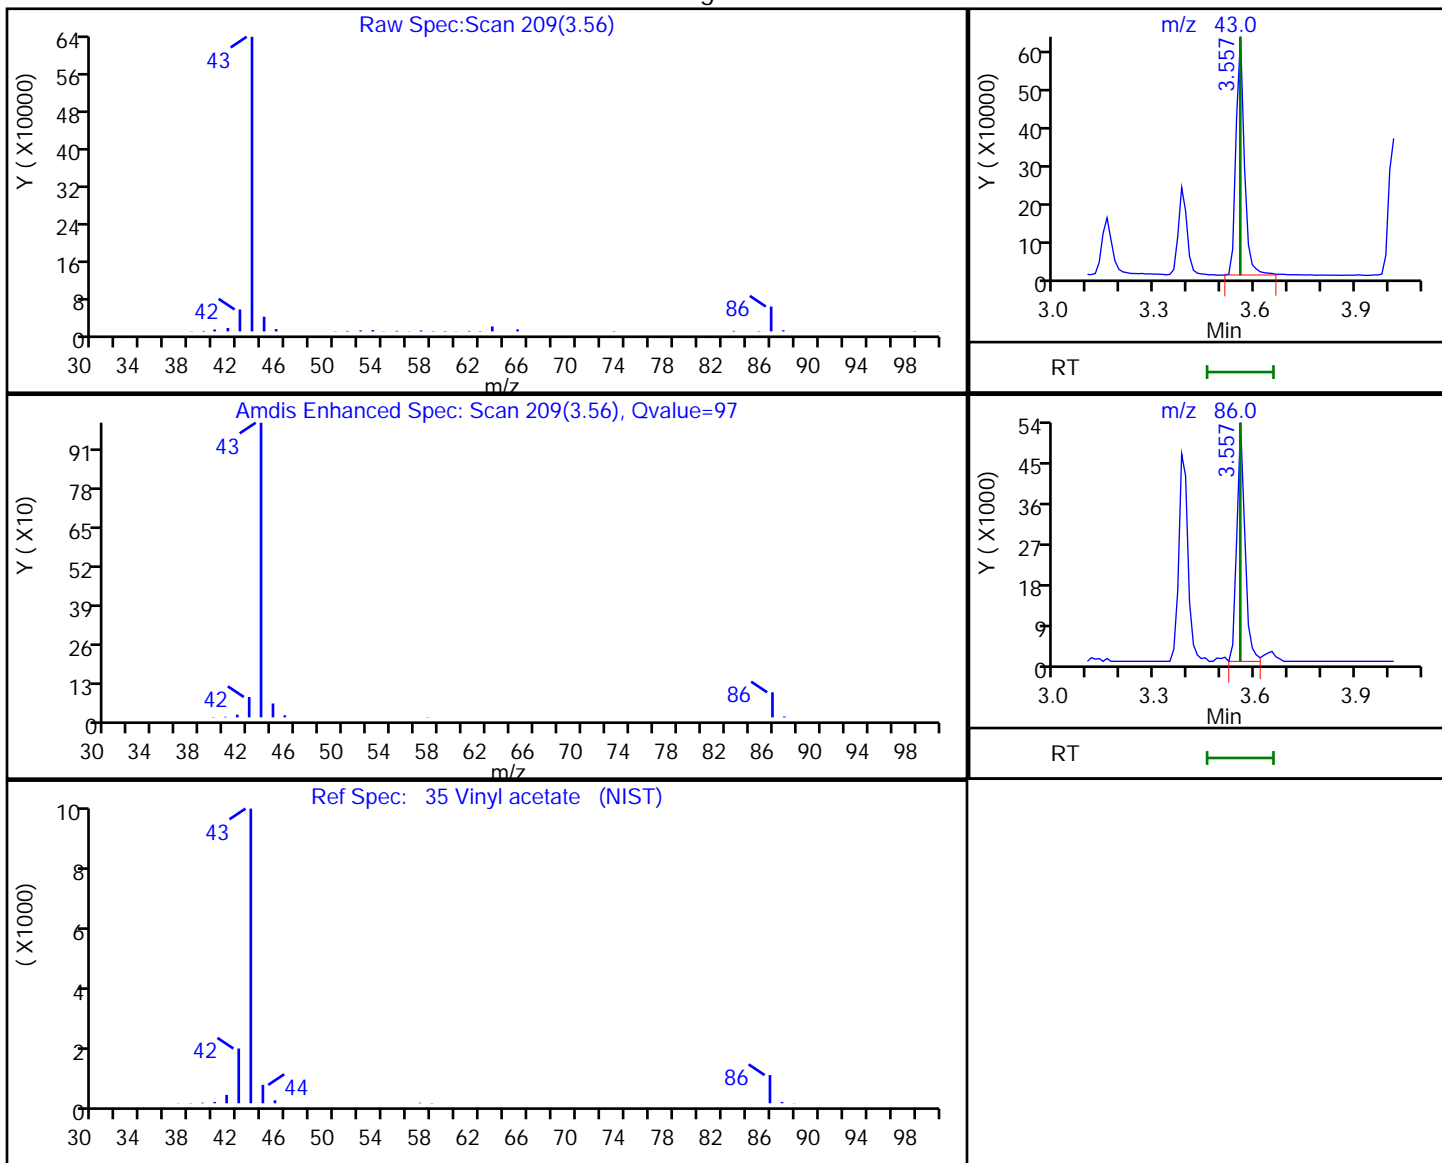 g
Raw Spec:Scan 209(3.56)
Y ( X10000)
64
56
48
40
32
24
16
8
0
43
42
86
30 34 38 42 46 50 54 58 62 66 70 74 78 82 86 90 94 98
m/z
m/z 43.0
Y ( X10000)
60
50
40
30
20
10
0
3.557
3.0 3.3 3.6 3.9
Min
RT
Amdis Enhanced Spec: Scan 209(3.56), Qvalue=97
Y ( X10)
91
78
65
52
39
26
13
0
43
42
86
30 34 38 42 46 50 54 58 62 66 70 74 78 82 86 90 94 98
m/z
m/z 86.0
Y ( X1000)
54
45
36
27
18
9
0
3.557
3.0 3.3 3.6 3.9
Min
RT
Ref Spec: 35 Vinyl acetate (NIST)
( X1000)
10
8
6
4
2
0
43
42
44
86
30 34 38 42 46 50 54 58 62 66 70 74 78 82 86 90 94 98